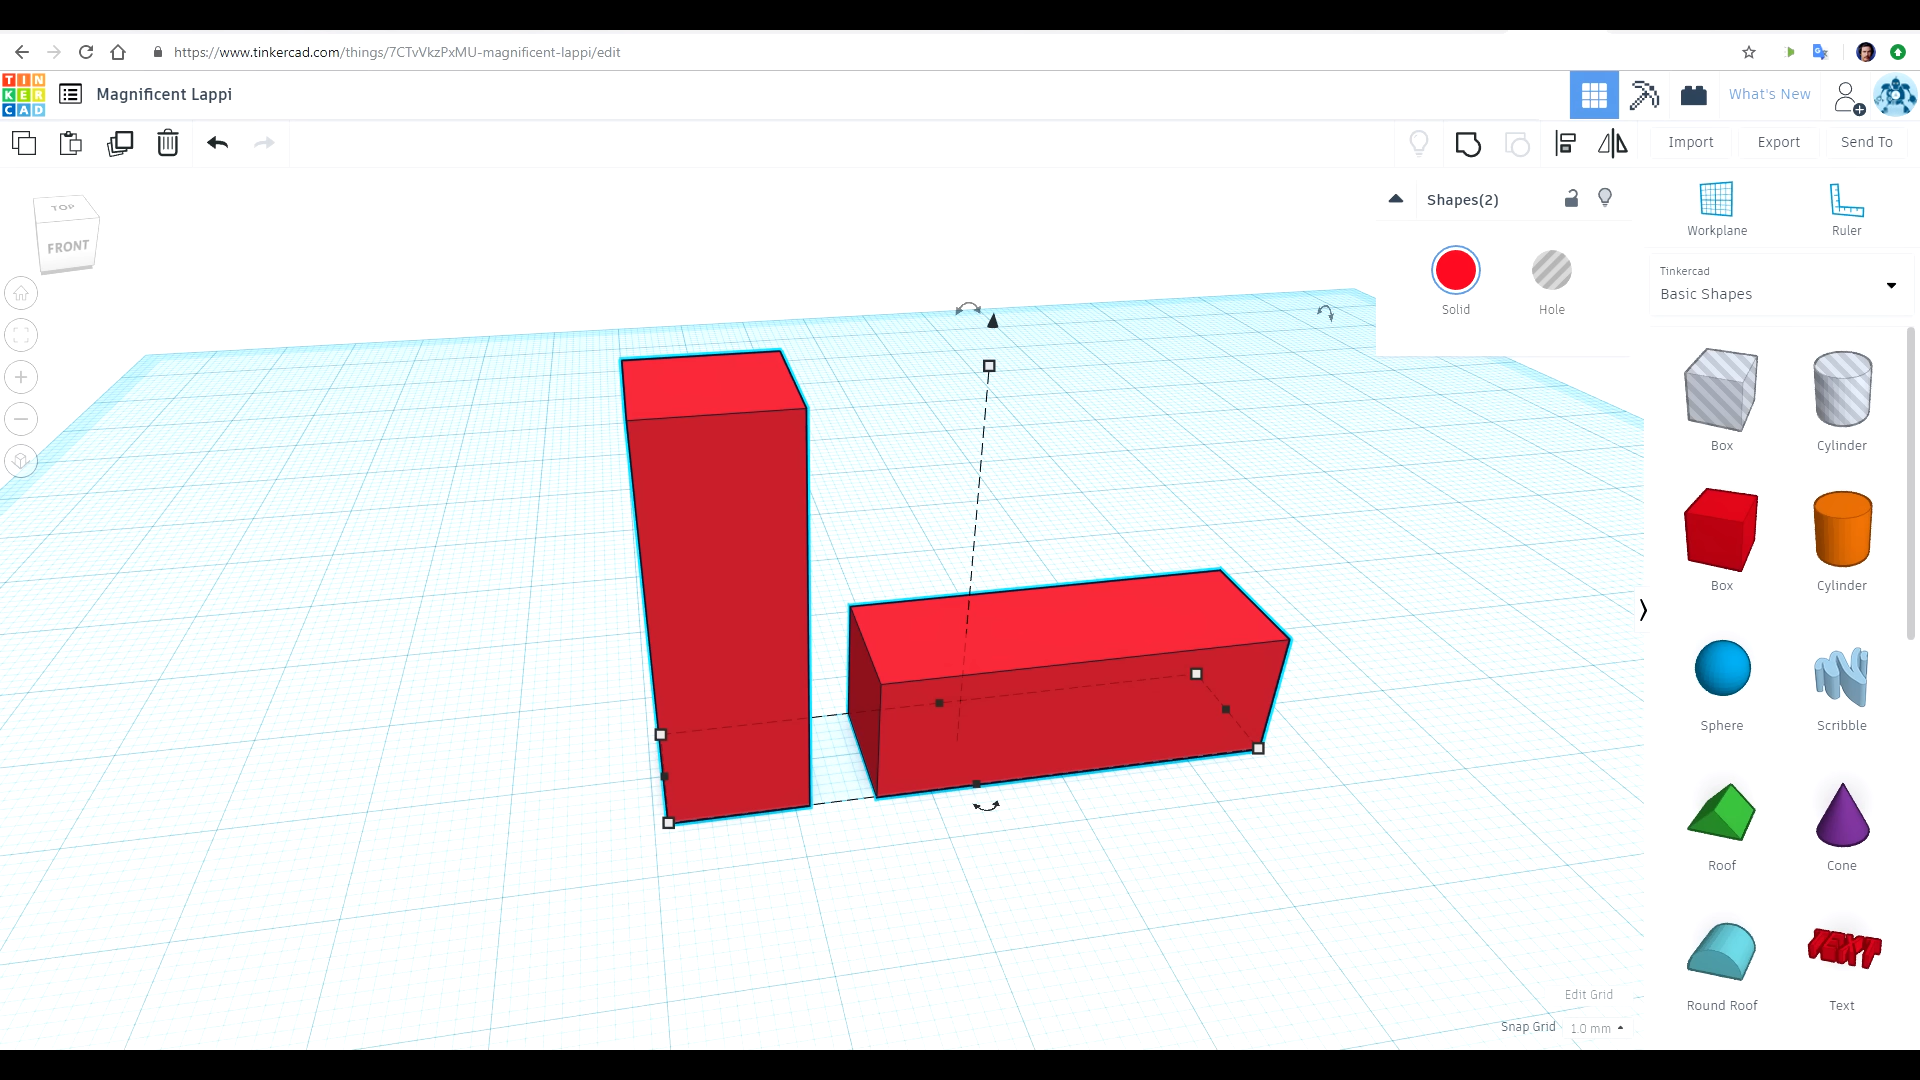 https://www.tinkercad.com/things/7CTvVkzPxMU-magnificent-lappi/edit
TIN
KER
CAD
Magnificent Lappi
What's New
Import
Export
Send To
TOP
FRONT
Shapes(2)
Solid
Hole
Workplane
Ruler
Tinkercad
Basic Shapes
Box
Cylinder
Box
Cylinder
Sphere
Scribble
Roof
Cone
Round Roof
TEXT
Text
Edit Grid
Snap Grid 1.0 mm